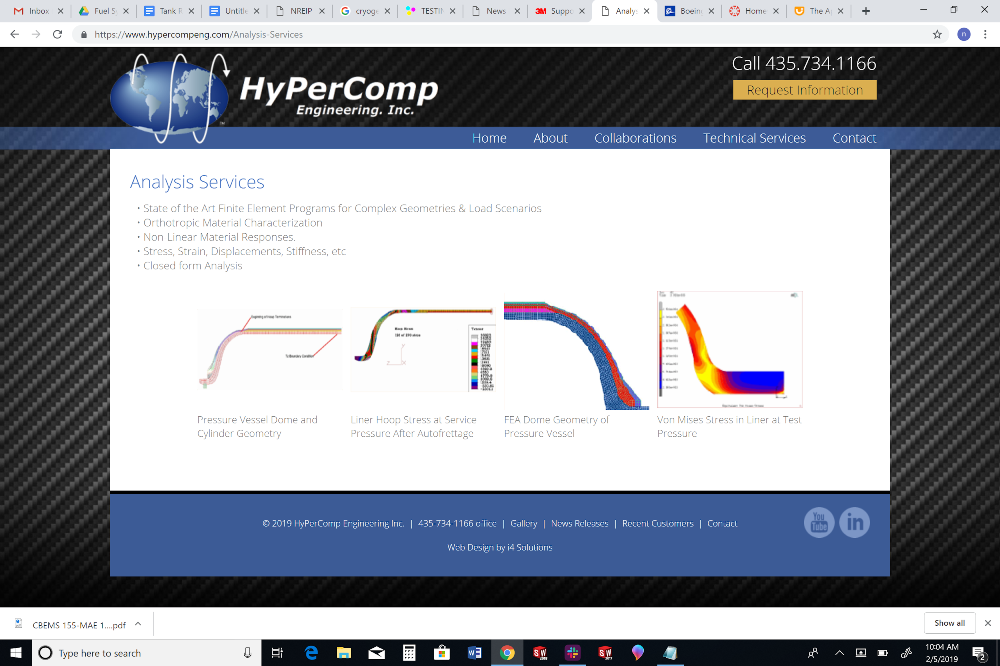 Inbox
Fuel Sy
Tank R
Untitle
NREIP
cryoge
TESTIN
News
3M Suppo
Analys
Boeing
Home
The Ap
https://www.hypercompeng.com/Analysis-Services
n
Call 435.734.1166
Request Information
HyPerComp
Engineering. Inc.
TM
Home About Collaborations Technical Services Contact
Analysis Services
• State of the Art Finite Element Programs for Complex Geometries & Load Scenarios
• Orthotropic Material Characterization
• Non-Linear Material Responses.
• Stress, Strain, Displacements, Stiffness, etc
• Closed form Analysis
Beginning of Hoop Terminations
Tz Boundary Condition
Hoop Stress
Tensor
Y
Z X
Pressure Vessel Dome and
Cylinder Geometry
Liner Hoop Stress at Service
Pressure After Autofrettage
FEA Dome Geometry of
Pressure Vessel
Von Mises Stress in Liner at Test
Pressure
© 2019 HyPerComp Engineering Inc. | 435-734-1166 office | Gallery | News Releases | Recent Customers | Contact
You Tube
in
Web Design by i4 Solutions
CBEMS 155-MAE 1....pdf
Show all
Type here to search
SW 2018
SW 2017
10:04 AM
2/5/2019
2